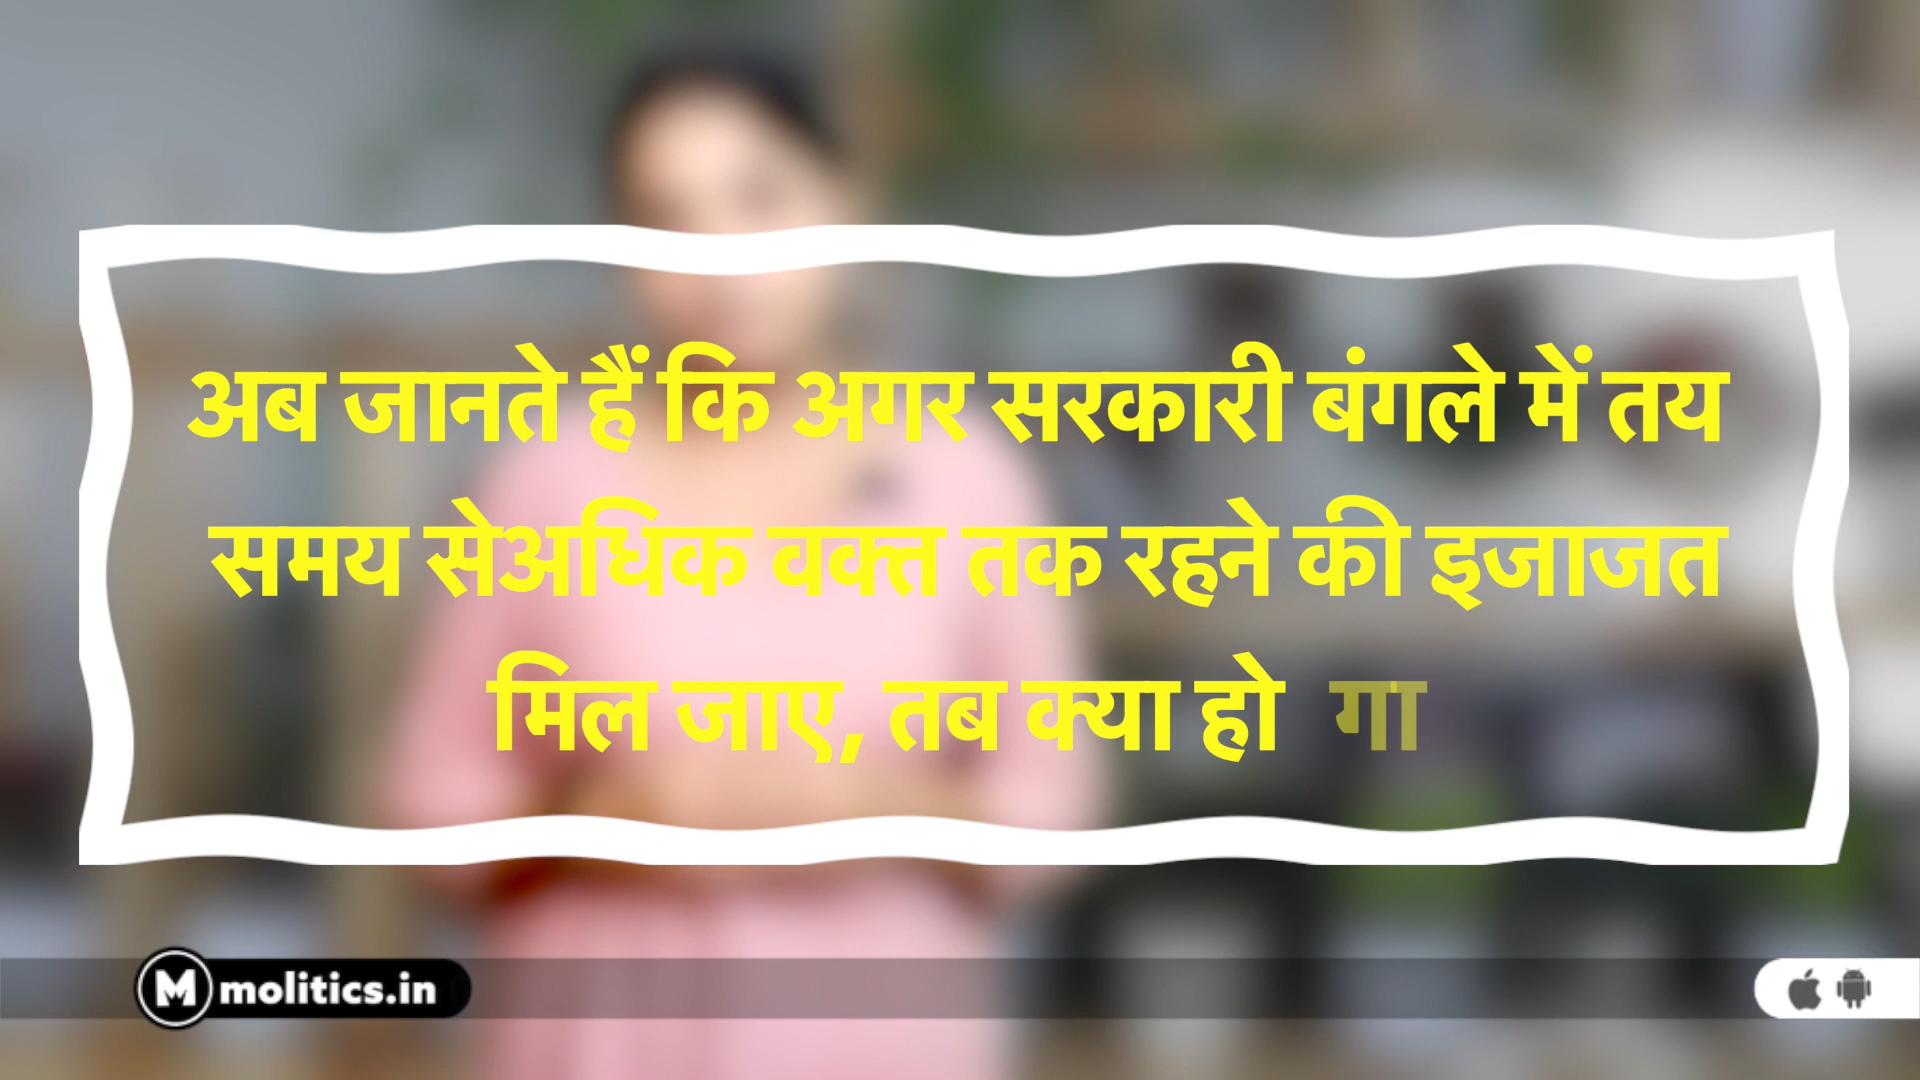 अब जानते हैं कि अगर सरकारी बंगले में तय
समय सेअधिक वक्त तक रहने की इजाजत
मिल जाए, तब क्या हो गा
molitics.in